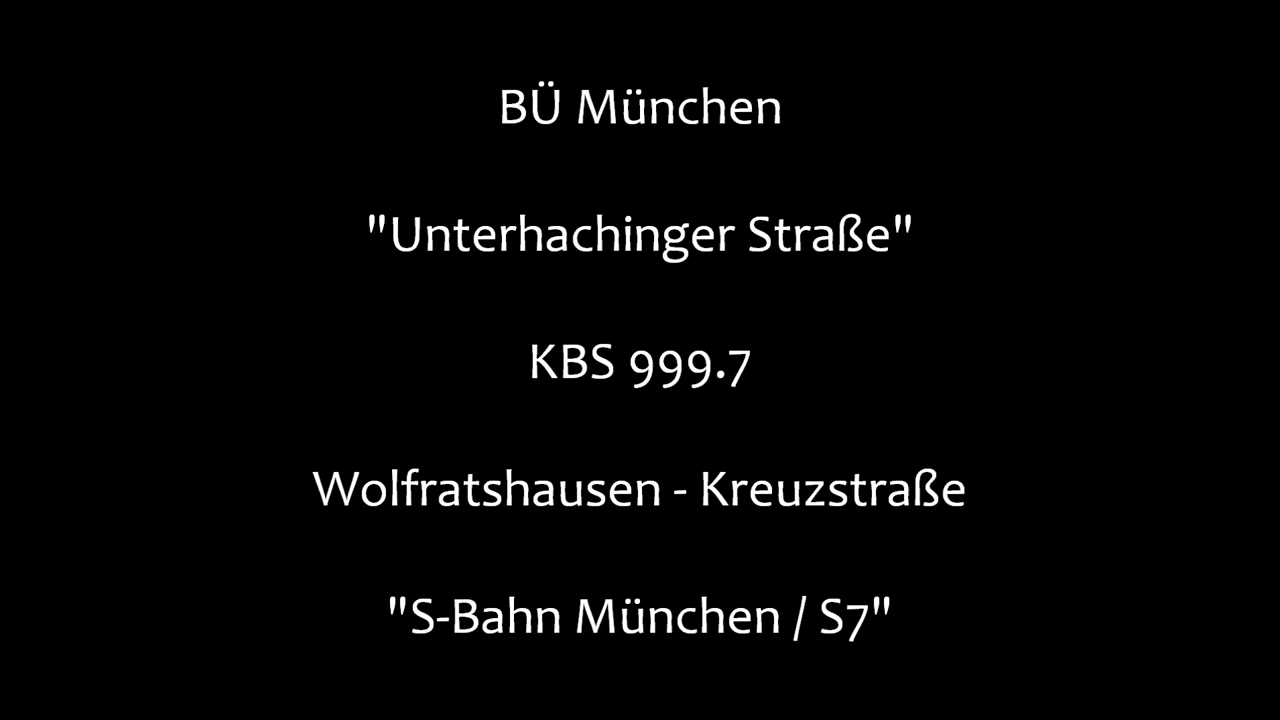 BÜ München
"Unterhachinger Straße"
KBS 999.7
Wolfratshausen - Kreuzstraße
"S-Bahn München / S7"